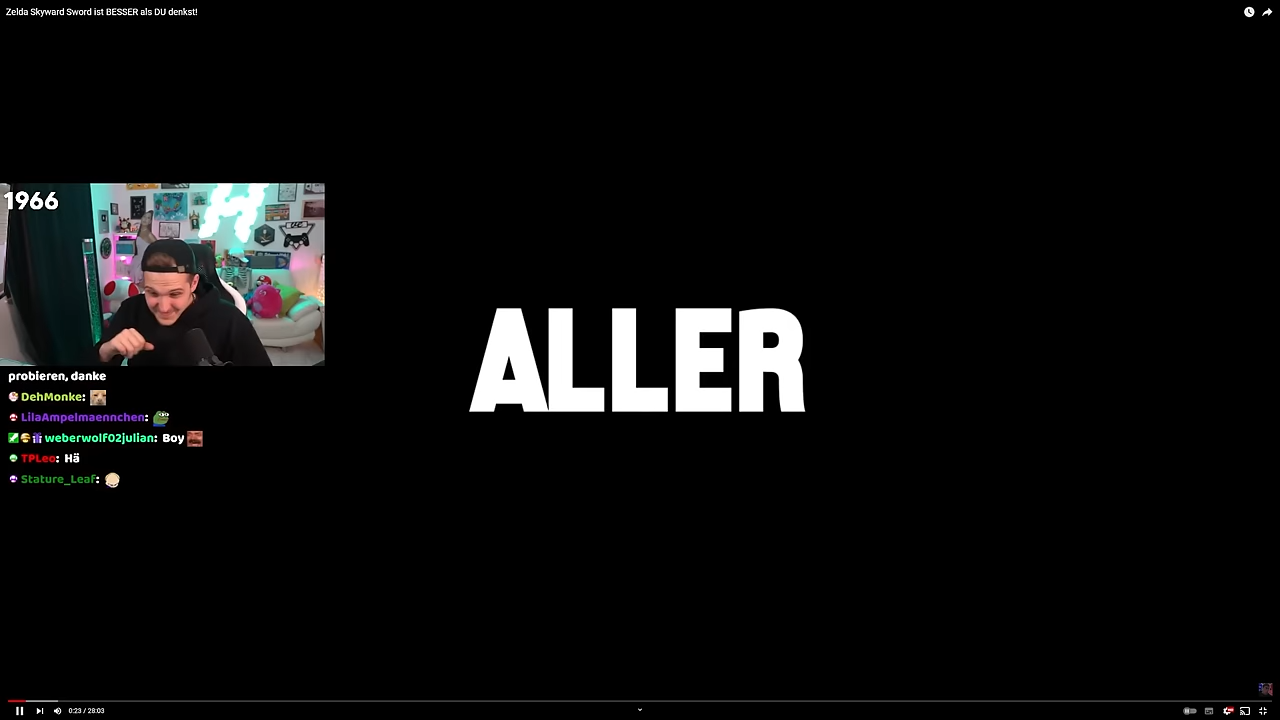 Zelda Skyward Sword ist BESSER als DU denkst!
1966
ALLER
probieren, danke
DehMonke:
LilaAmpelmaennchen:
weberwolf02julian: Boy
TPLeo: Hä
Stature_Leaf:
0:23 / 28:03